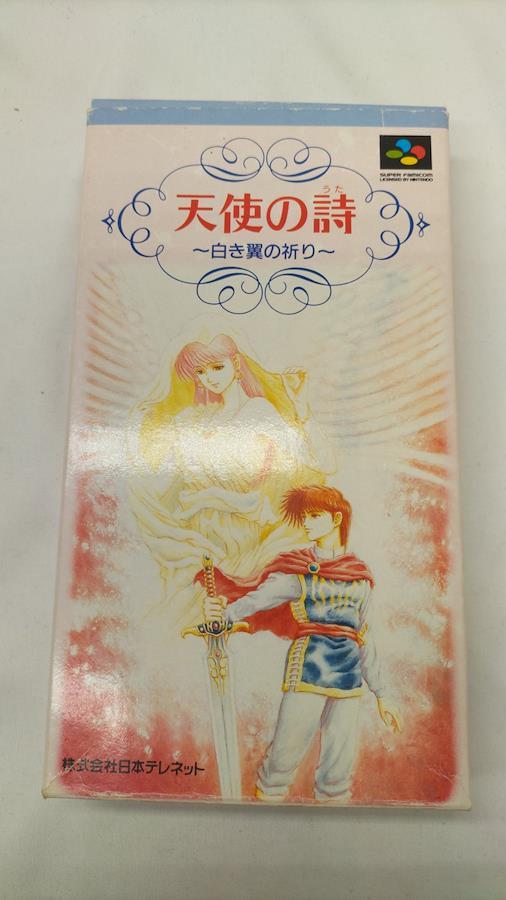 SUPER FAMICOM
LICENSED BY NINTENDO
うた
天使の詩
～白き翼の祈り～
株式会社日本テレネット